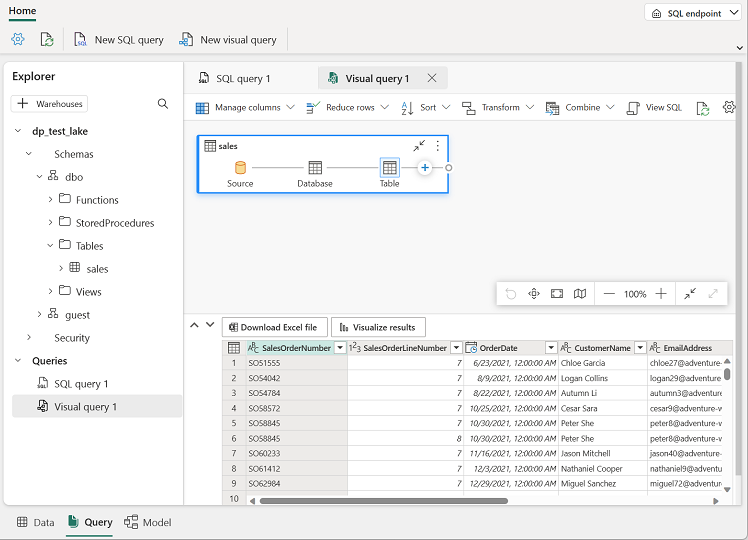 Home
SQL endpoint
New SQL query
New visual query
Explorer
Warehouses
dp_test_lake
Schemas
dbo
Functions
StoredProcedures
Tables
sales
Views
guest
Security
Queries
SQL query 1
Visual query 1
SQL query 1
Visual query 1
Manage columns
Reduce rows
Sort
Transform
Combine
View SQL
sales
Source
Database
Table
100%
Download Excel file
Visualize results
SalesOrderNumber SalesOrderLineNumber OrderDate CustomerName EmailAddress
1 SO51555 7 6/23/2021, 12:00:00 AM Chloe Garcia chloe27@adventure-
2 SO54042 7 8/9/2021, 12:00:00 AM Logan Collins logan29@adventure-
3 SO54784 7 8/22/2021, 12:00:00 AM Autumn Li autumn3@adventure-
4 SO58572 7 10/25/2021, 12:00:00 AM Cesar Sara cesar9@adventure-w
5 SO58845 7 10/30/2021, 12:00:00 AM Peter She peter8@adventure-w
6 SO58845 8 10/30/2021, 12:00:00 AM Peter She peter8@adventure-w
7 SO60233 7 11/16/2021, 12:00:00 AM Jason Mitchell jason40@adventure-
8 SO61412 7 12/3/2021, 12:00:00 AM Nathaniel Cooper nathaniel9@adventu
9 SO62984 7 12/29/2021, 12:00:00 AM Miguel Sanchez miguel72@adventur
10
Data
Query
Model